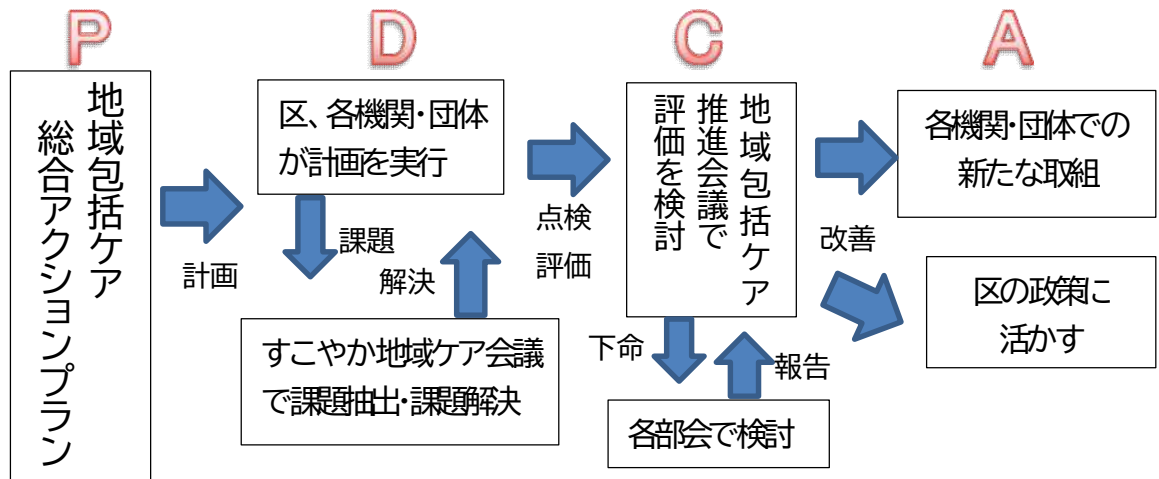 P
地域包括ケア
総合アクションプラン
計画
D
区、各機関・団体
が計画を実行
課題
解決
すこやか地域ケア会議
で課題抽出・課題解決
点検
評価
C
地域包括ケア
推進会議で
評価を検討
下命
報告
各部会で検討
A
改善
各機関・団体での
新たな取組
区の政策に
活かす